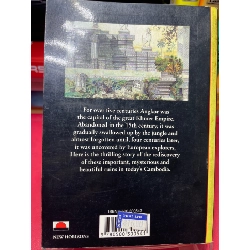 For over five centuries Angkor was
the capital of the great Khmer Empire.
Abandoned in the 15th century, it was
gradually swallowed up by the jungle and
almost forgotten until, four centuries later,
it was uncovered by European explorers.
Here is the thrilling story of the rediscovery
of these important, mysterious and
beautiful ruins in today's Cambodia.
NEW HORIZONS